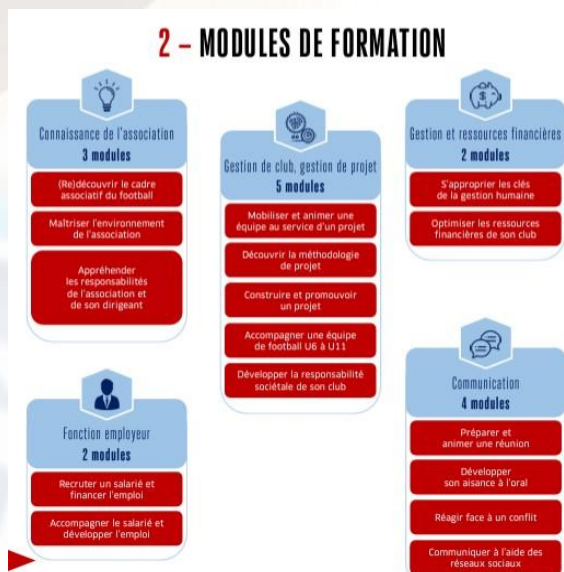 2 – MODULES DE FORMATION
Connaissance de l'association
3 modules
(Re)découvrir le cadre
associatif du football
Maîtriser l'environnement
de l'association
Appréhender
les responsabilités
de l'association et
de son dirigeant
Gestion de club, gestion de projet
5 modules
Mobiliser et animer une
équipe au service d'un projet
Découvrir la méthodologie
de projet
Construire et promouvoir
un projet
Accompagner une équipe
de football U6 à U11
Développer la responsabilité
sociétale de son club
Gestion et ressources financières
2 modules
S'approprier les clés
de la gestion humaine
Optimiser les ressources
financières de son club
Fonction employeur
2 modules
Recruter un salarié et
financer l'emploi
Accompagner le salarié et
développer l'emploi
Communication
4 modules
Préparer et
animer une réunion
Développer
son aisance à l'oral
Réagir face à un conflit
Communiquer à l'aide des
réseaux sociaux